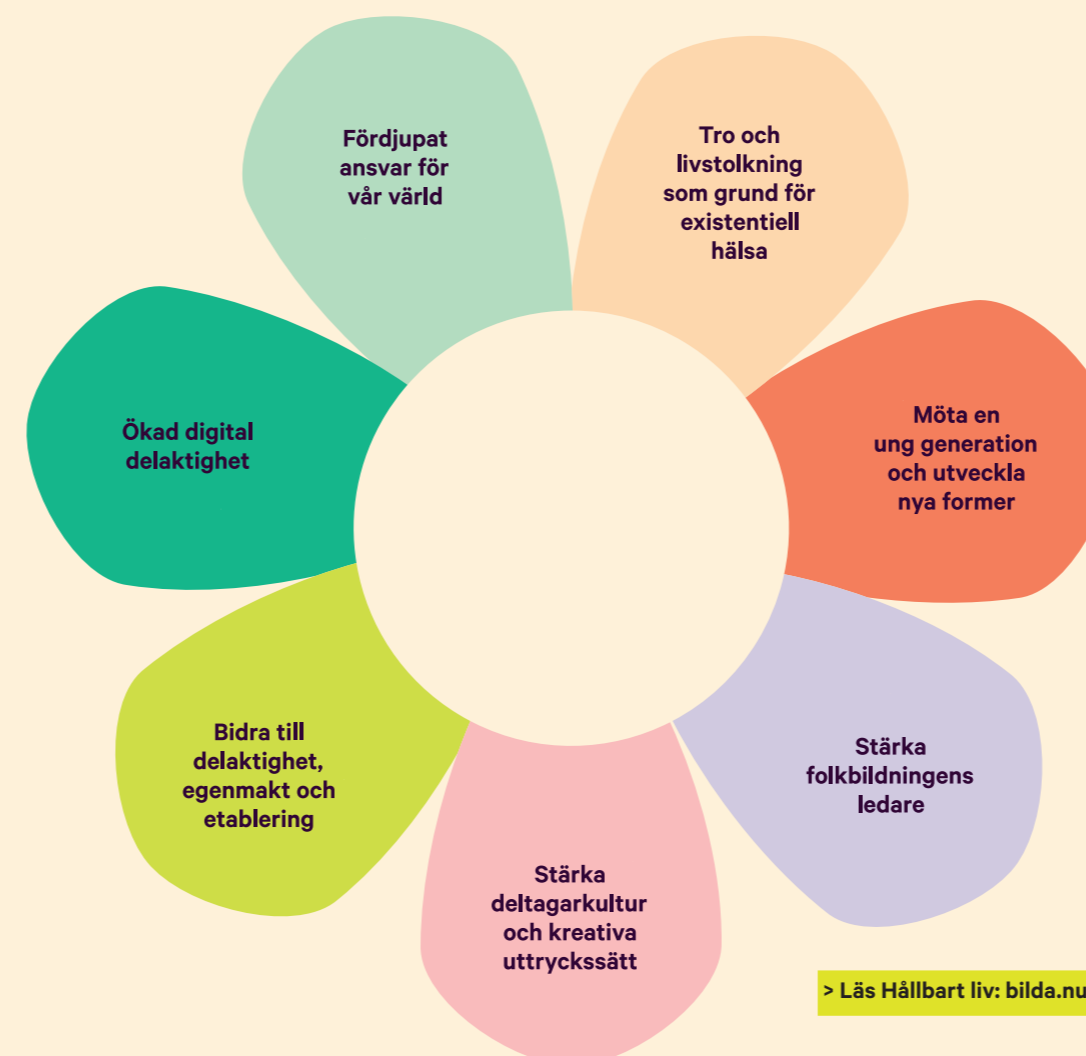 Fördjupat
ansvar för
vår värld
Tro och
livstolkning
som grund för
existentiell
hälsa
Möta en
ung generation
och utveckla
nya former
Stärka
folkbildningens
ledare
Stärka
deltagarkultur
och kreativa
uttryckssätt
Bidra till
delaktighet,
egenmakt och
etablering
Ökad digital
delaktighet
> Läs Hållbart liv: bilda.nu